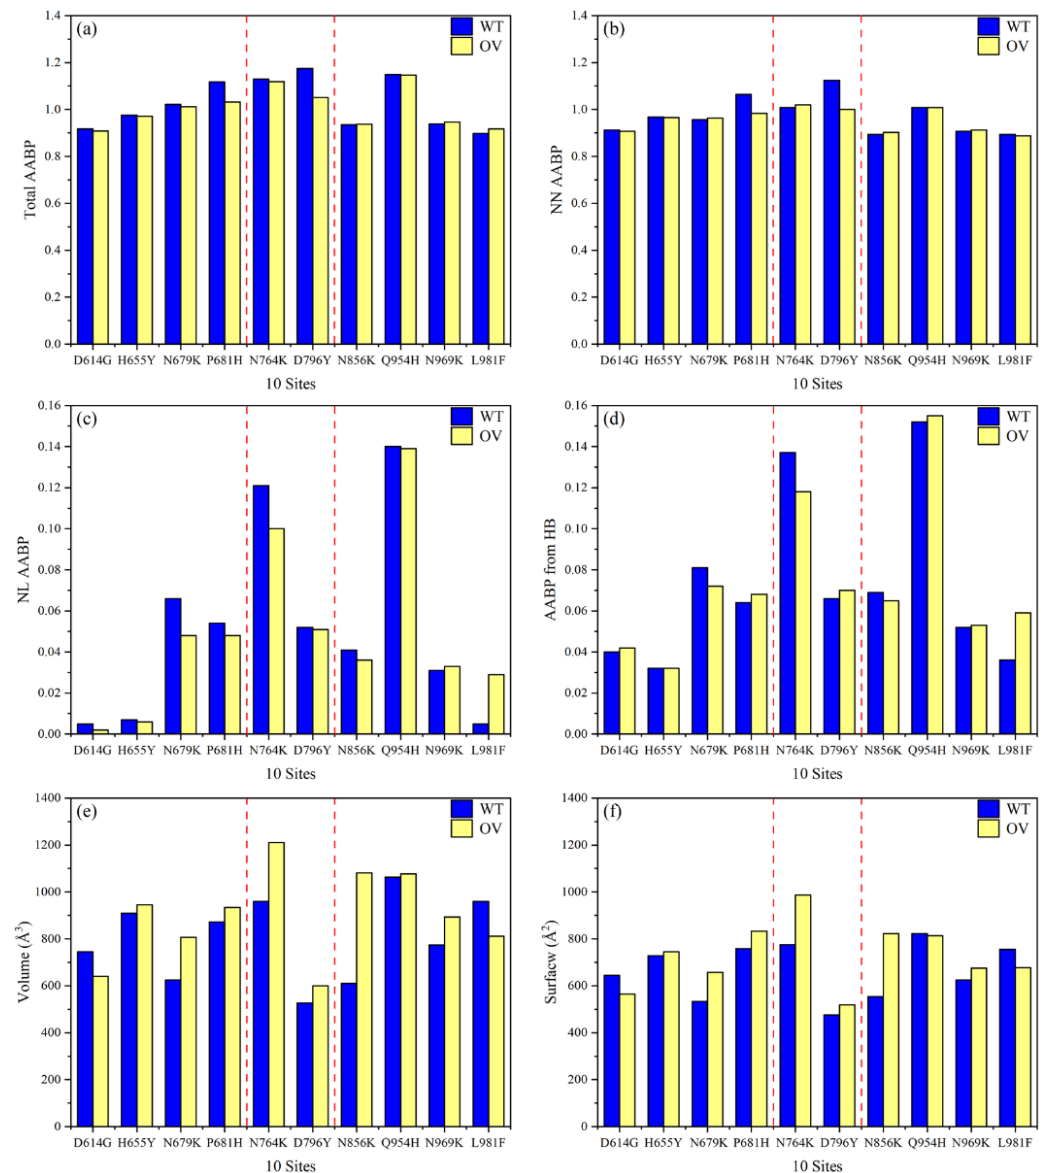 (a)
WT
OV
1.4
1.2
1.0
0.8
0.6
0.4
0.2
0.0
Total AABP
D614G H655Y N679K P681H N764K D796Y N856K Q954H N969K L981F
10 Sites
(b)
WT
OV
1.4
1.2
1.0
0.8
0.6
0.4
0.2
0.0
NN AABP
D614G H655Y N679K P681H N764K D796Y N856K Q954H N969K L981F
10 Sites
(c)
WT
OV
0.16
0.14
0.12
0.10
0.08
0.06
0.04
0.02
0.00
NL AABP
D614G H655Y N679K P681H N764K D796Y N856K Q954H N969K L981F
10 Sites
(d)
WT
OV
0.16
0.14
0.12
0.10
0.08
0.06
0.04
0.02
0.00
AABP from HB
D614G H655Y N679K P681H N764K D796Y N856K Q954H N969K L981F
10 Sites
(e)
WT
OV
1400
1200
1000
800
600
400
200
0
Volume (Å³)
D614G H655Y N679K P681H N764K D796Y N856K Q954H N969K L981F
10 Sites
(f)
WT
OV
1400
1200
1000
800
600
400
200
0
Surfacw (Å²)
D614G H655Y N679K P681H N764K D796Y N856K Q954H N969K L981F
10 Sites